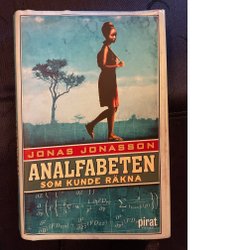 JONAS JONASSON
ANALFABETEN
SOM KUNDE RÄKNA
pirat